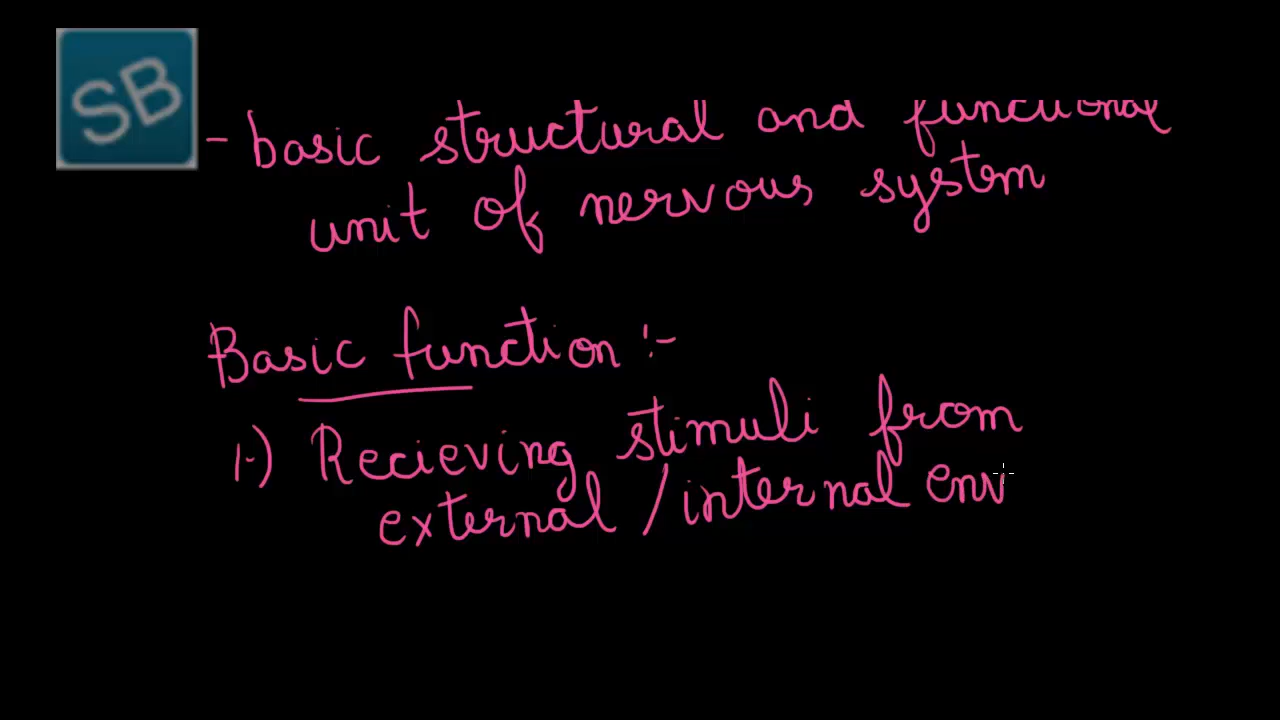 SB
- basic structural and functional
unit of nervous system
Basic function :-
1.) Recieving stimuli from
external / internal env